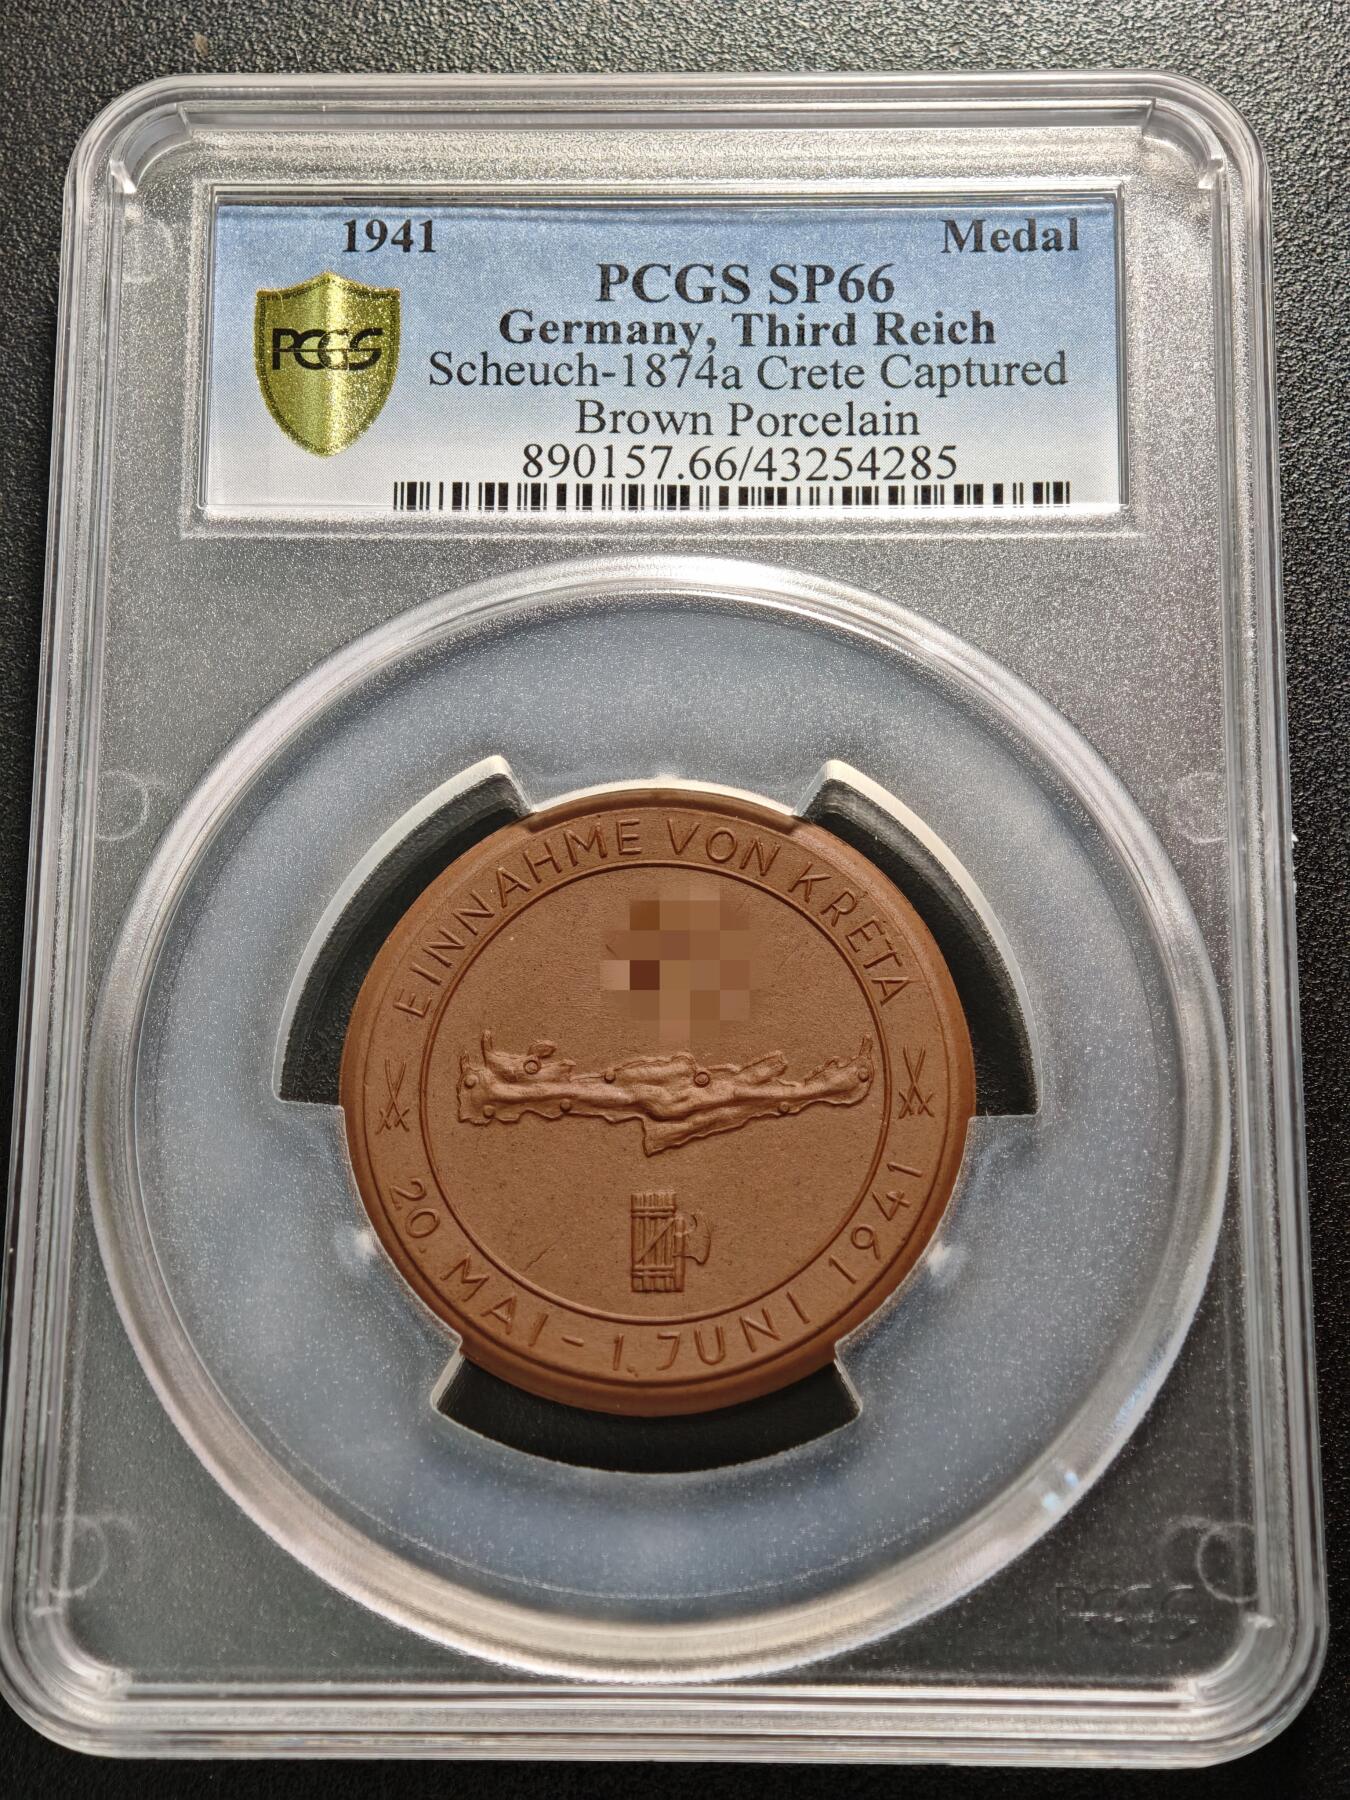 1941 Medal
PCGS SP66
Germany, Third Reich
PCGS
Scheuch-1874a Crete Captured
Brown Porcelain
890157.66/43254285
EINNAHME VON KRETA
20. MAI - 1. JUNI 1941
PCGS